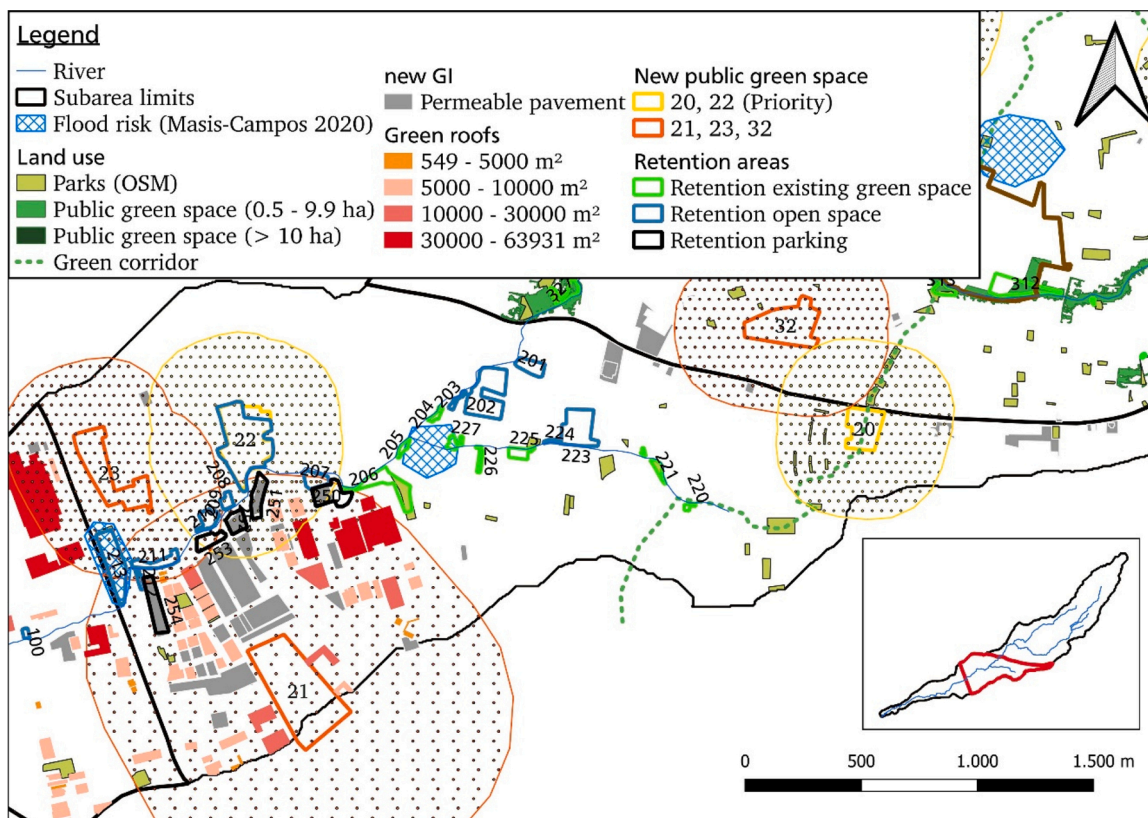 Legend
River
Subarea limits
Flood risk (Masis-Campos 2020)
Land use
Parks (OSM)
Public green space (0.5 - 9.9 ha)
Public green space (> 10 ha)
Green corridor
new GI
Permeable pavement
Green roofs
549 - 5000 m²
5000 - 10000 m²
10000 - 30000 m²
30000 - 63931 m²
New public green space
20, 22 (Priority)
21, 23, 32
Retention areas
Retention existing green space
Retention open space
Retention parking
321
313
312
32
201
203
202
204
20
22
227
205
225
224
223
23
226
221
206
207
208
250
251
220
209
253
211
213
254
100
21
0 500 1.000 1.500 m